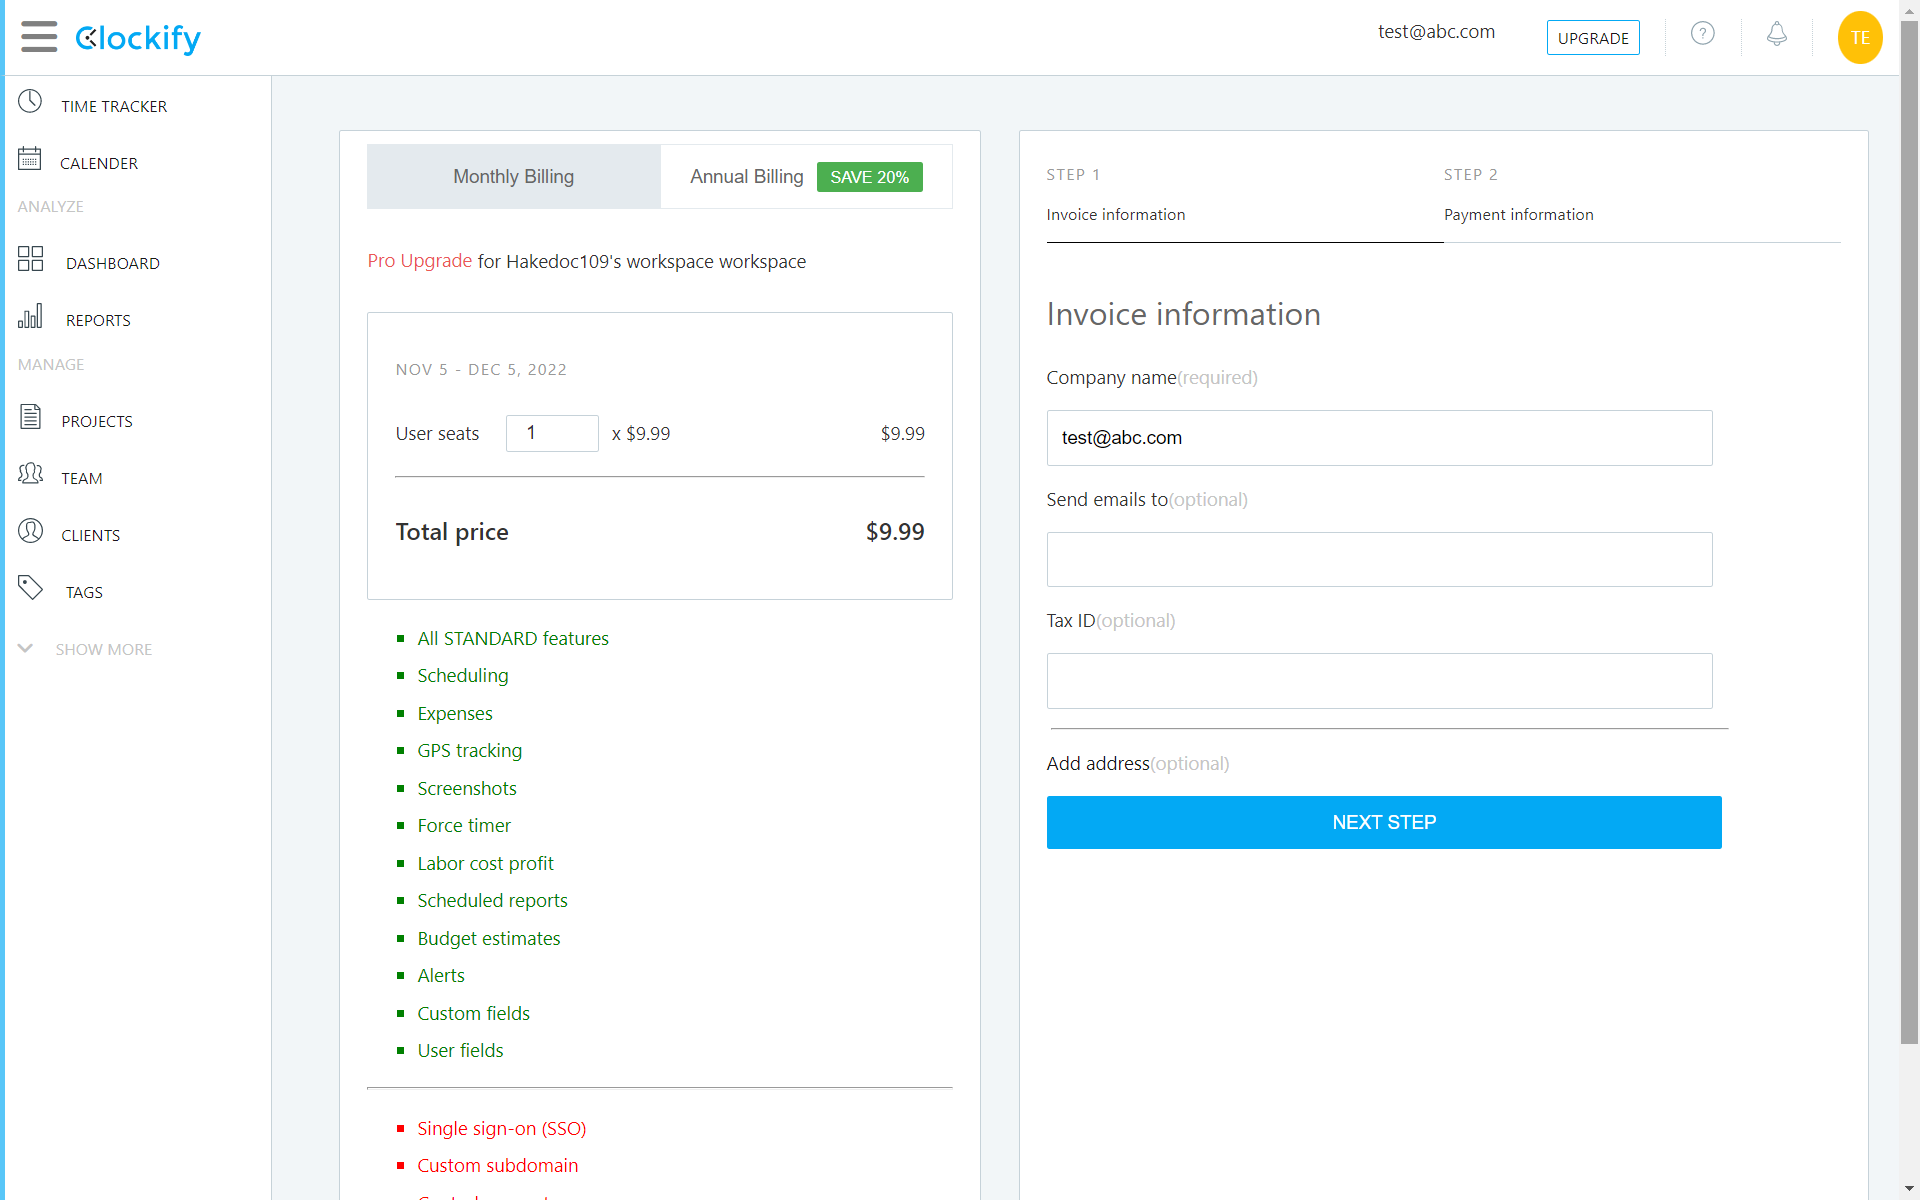 Clockify
test@abc.com
UPGRADE
?
TE
TIME TRACKER
CALENDER
ANALYZE
DASHBOARD
REPORTS
MANAGE
PROJECTS
TEAM
CLIENTS
TAGS
SHOW MORE
Monthly Billing
Annual Billing SAVE 20%
Pro Upgrade for Hakedoc109's workspace workspace
NOV 5 - DEC 5, 2022
User seats 1 x $9.99 $9.99
Total price $9.99
All STANDARD features
Scheduling
Expenses
GPS tracking
Screenshots
Force timer
Labor cost profit
Scheduled reports
Budget estimates
Alerts
Custom fields
User fields
Single sign-on (SSO)
Custom subdomain
STEP 1
Invoice information
STEP 2
Payment information
Invoice information
Company name(required)
test@abc.com
Send emails to(optional)
Tax ID(optional)
Add address(optional)
NEXT STEP